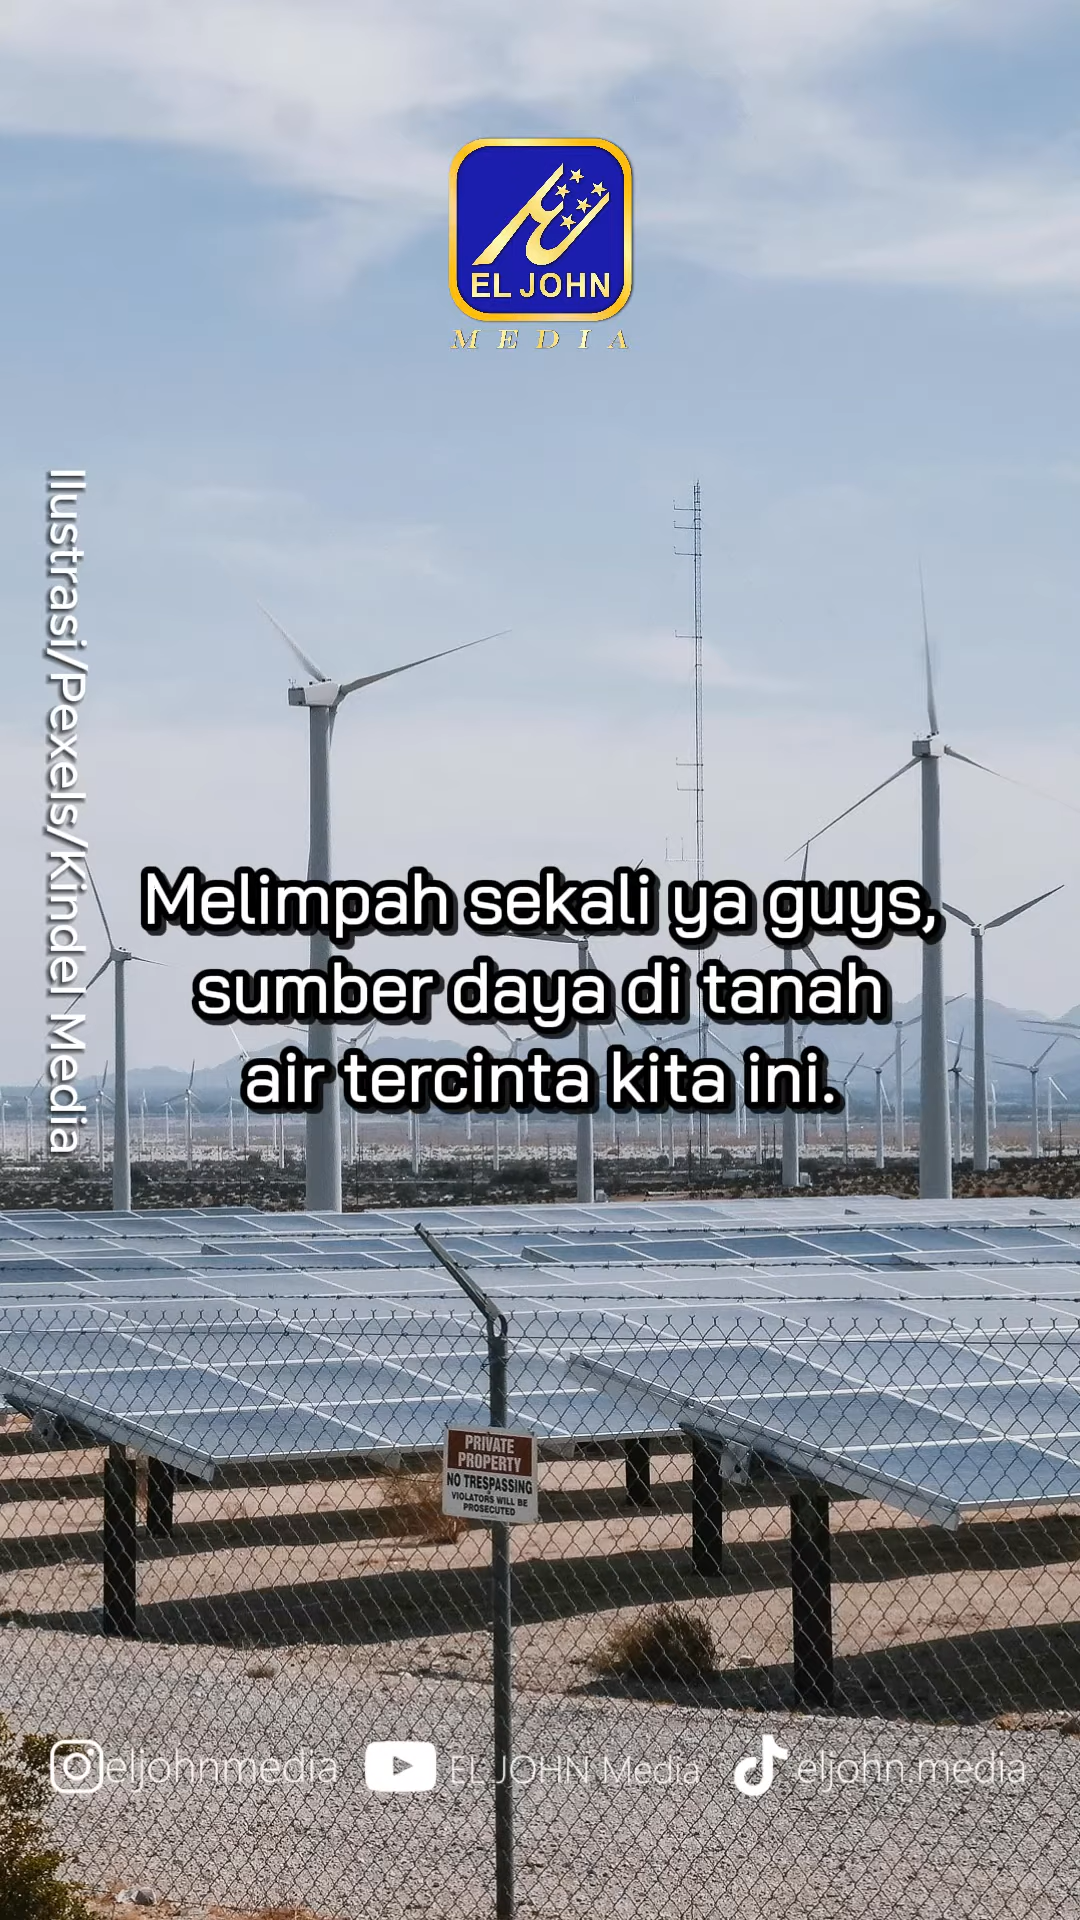 EL JOHN
MEDIA
Ilustrasi/Pexels/Kindel Media
Melimpah sekali ya guys,
sumber daya di tanah
air tercinta kita ini.
PRIVATE
PROPERTY
NO TRESPASSING
VIOLATORS WILL BE
PROSECUTED
eljohnmedia EL JOHN Media eljohn.media